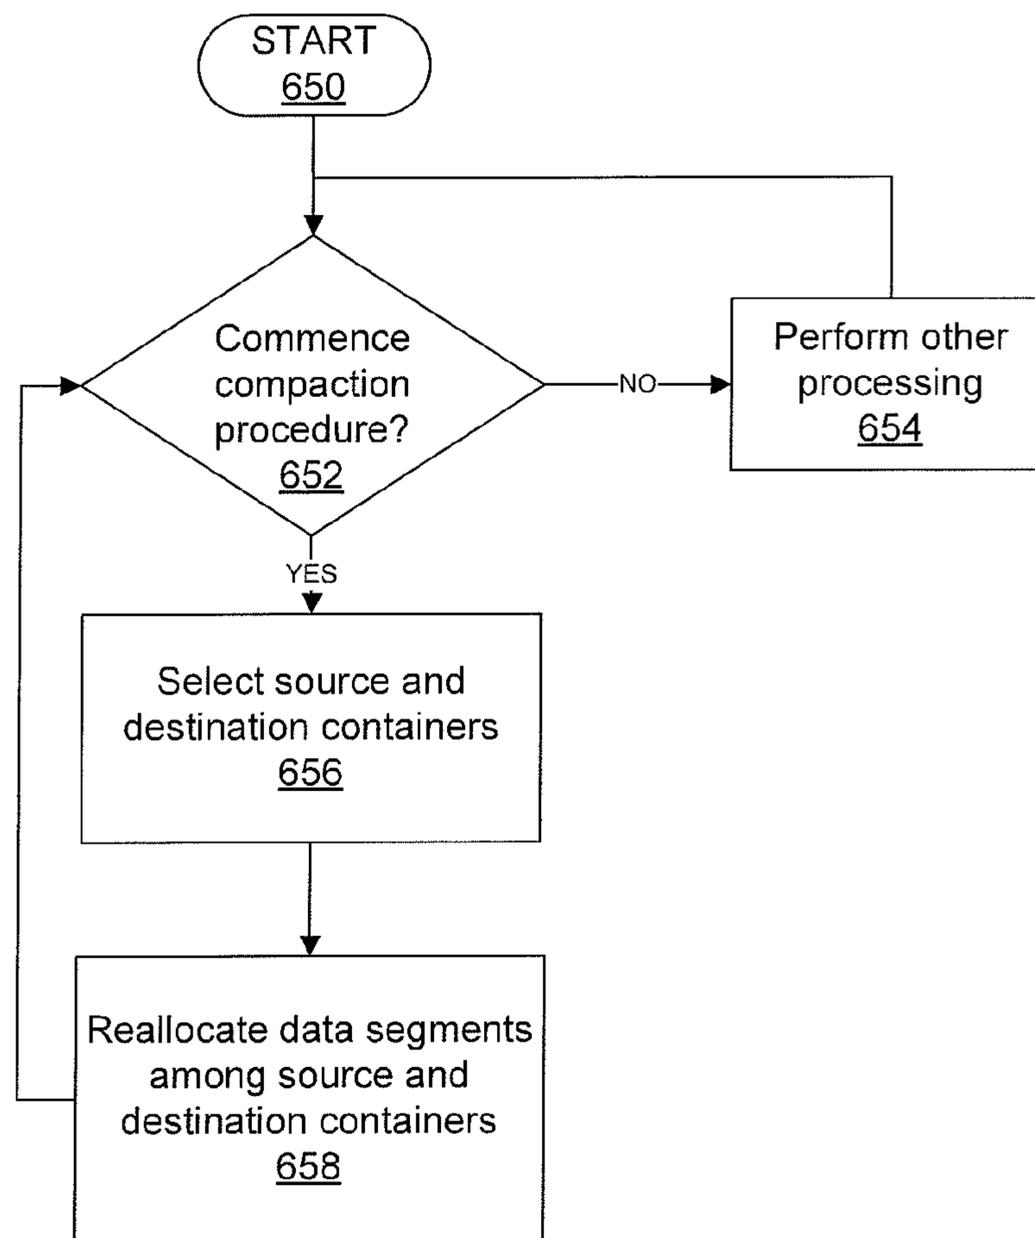 START
650
Commence
compaction
procedure?
652
NO
Perform other
processing
654
YES
Select source and
destination containers
656
Reallocate data segments
among source and
destination containers
658